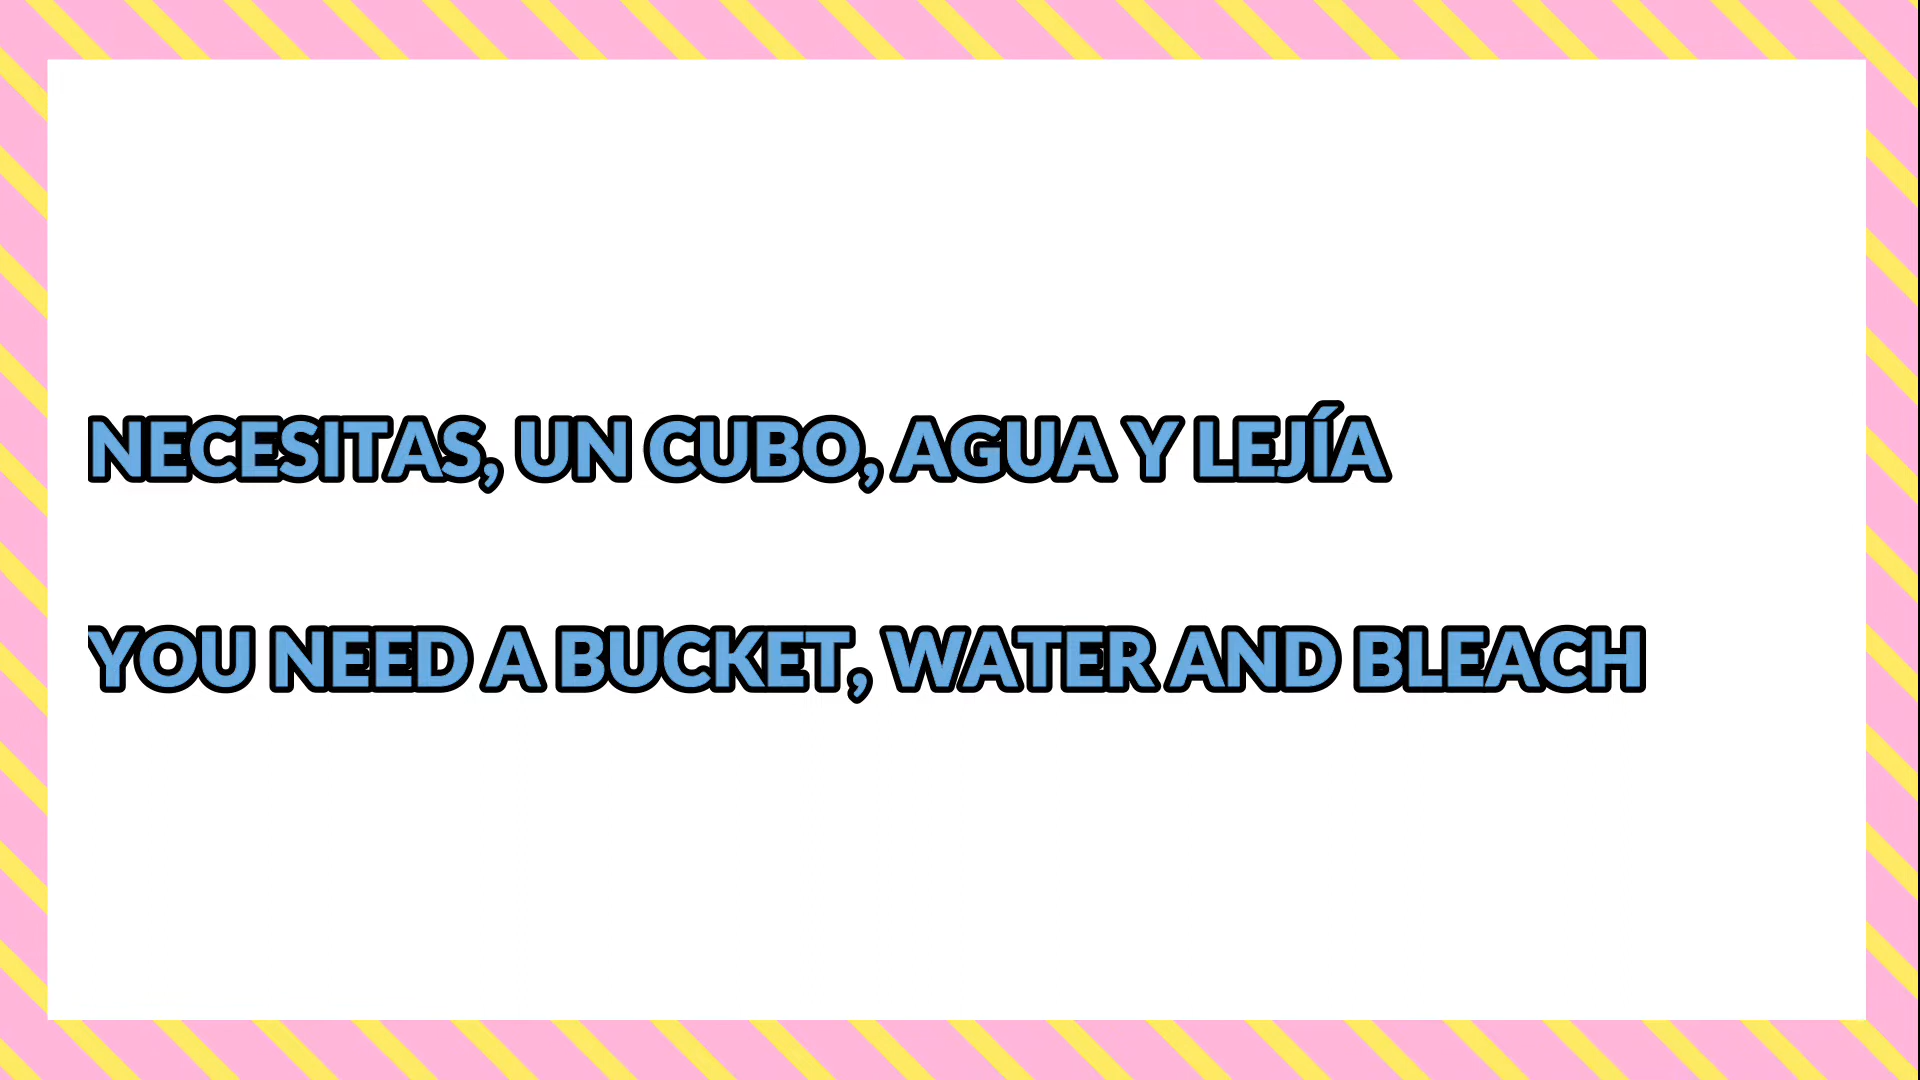 NECESITAS, UN CUBO, AGUA Y LEJÍA
YOU NEED A BUCKET, WATER AND BLEACH